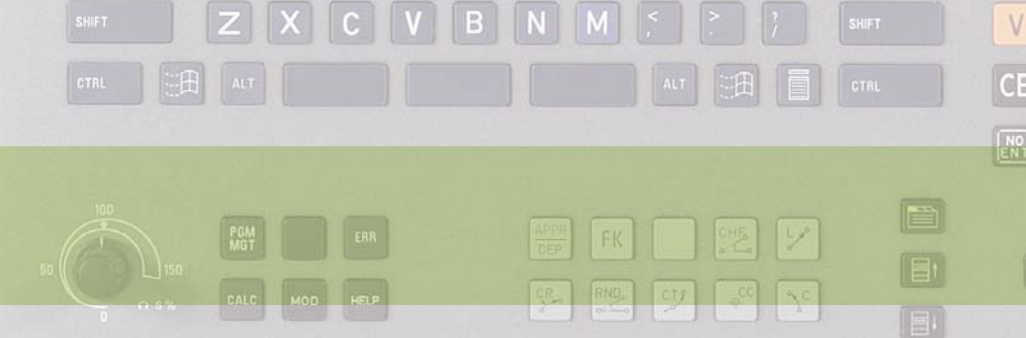 SHIFT Z X C V B N M < , > . ? / SHIFT V
CTRL ALT ALT CTRL CE
NO
ENT
100
50 150
0 S %
PGM MGT ERR APPR DEP FK CHF L
CALC MOD HELP CR RND CT CC C